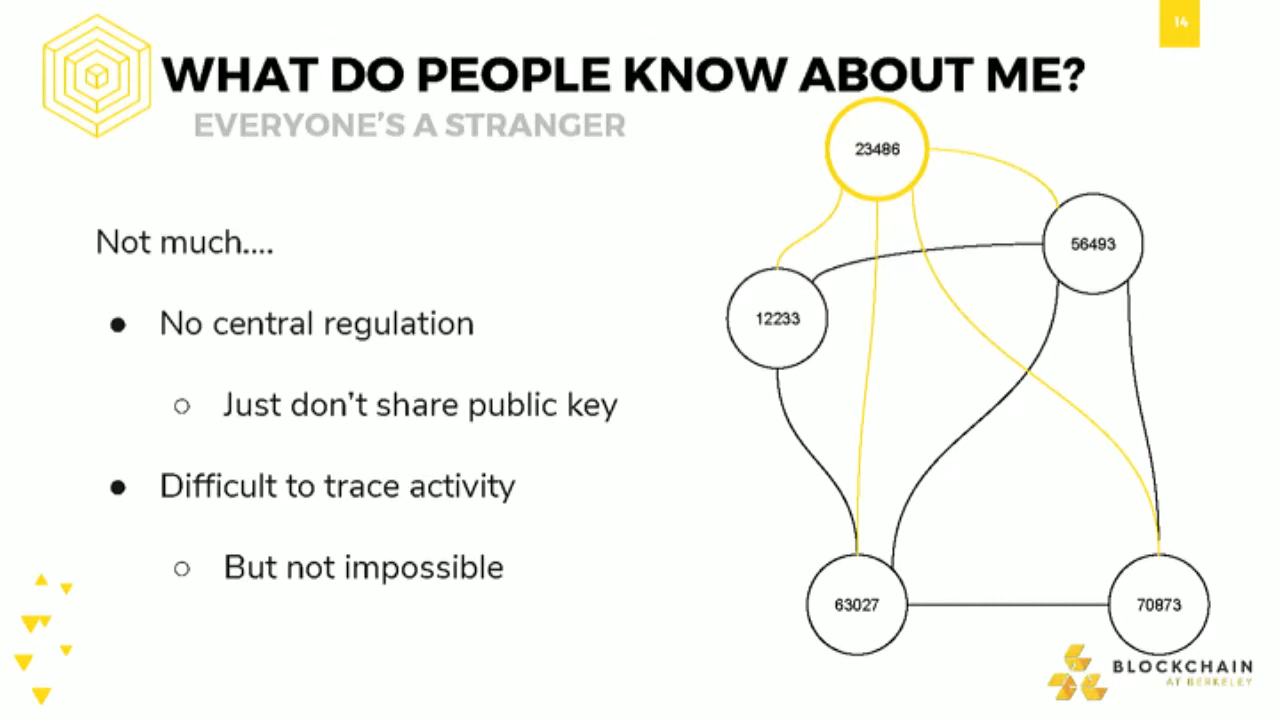 14
WHAT DO PEOPLE KNOW ABOUT ME?
EVERYONE'S A STRANGER
Not much....
● No central regulation
○ Just don't share public key
● Difficult to trace activity
○ But not impossible
23486
56493
12233
63027
70873
BLOCKCHAIN
AT BERKELEY